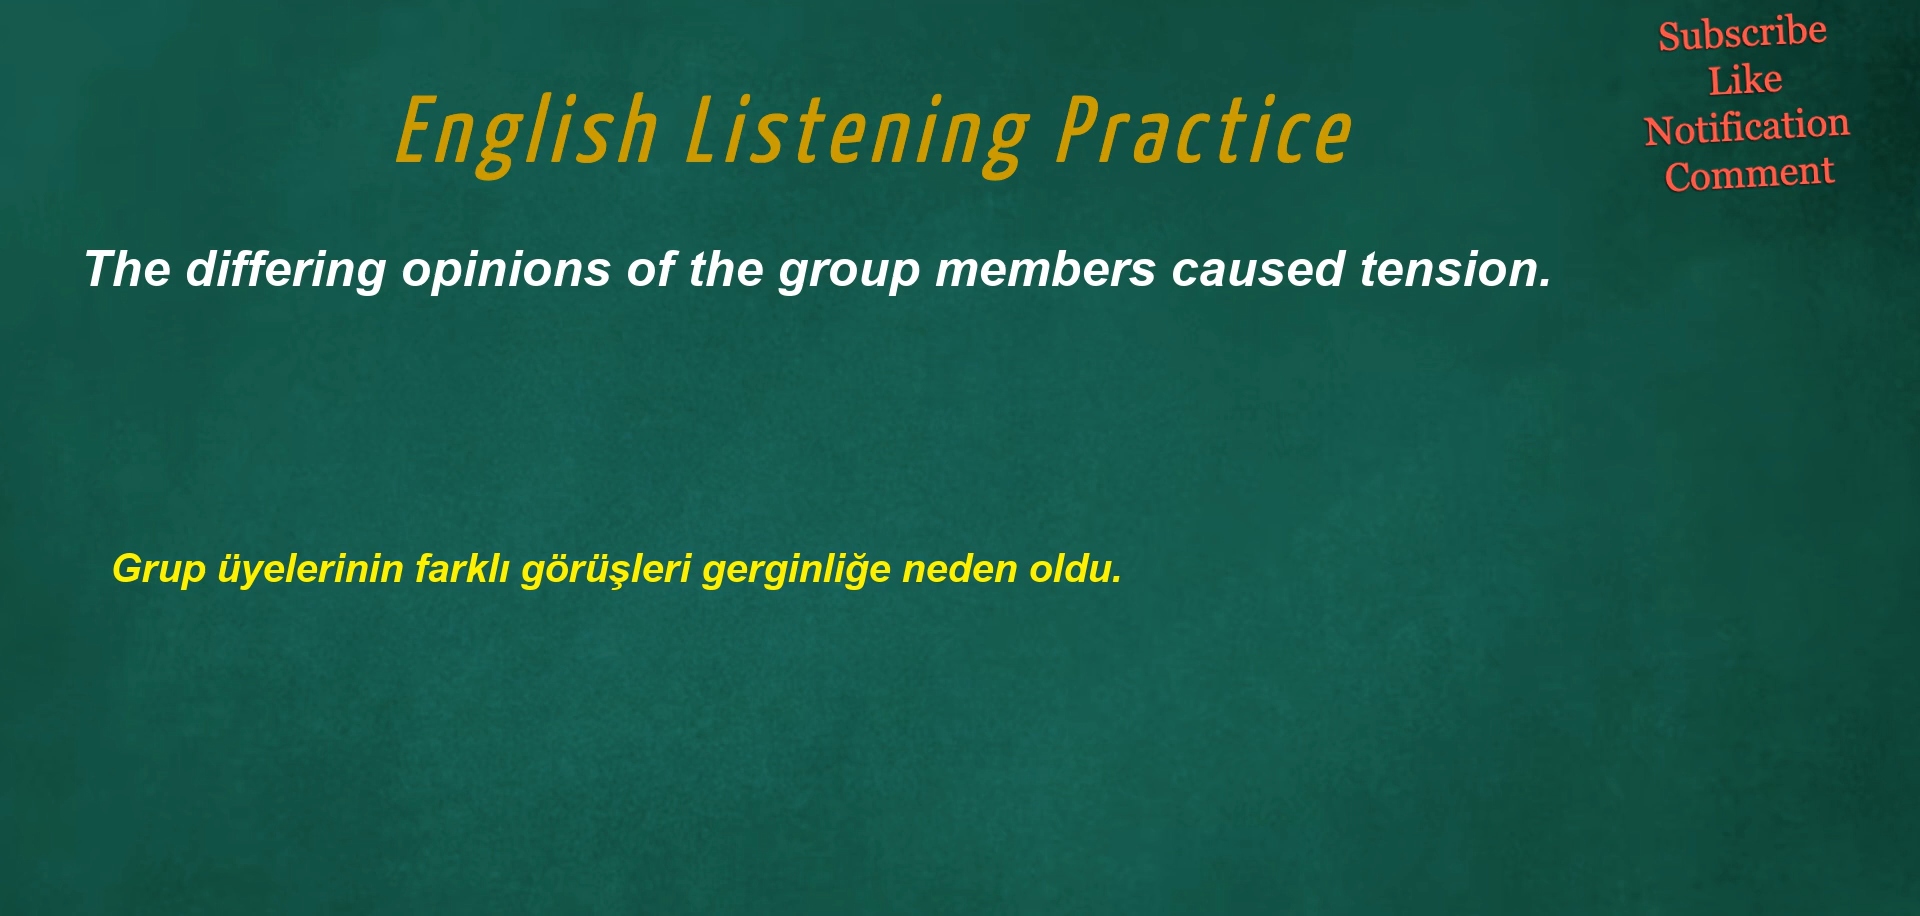 English Listening Practice
Subscribe
Like
Notification
Comment
The differing opinions of the group members caused tension.
Grup üyelerinin farklı görüşleri gerginliğe neden oldu.